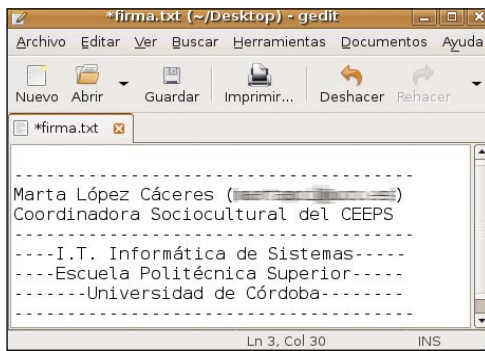 *firma.txt (~/Desktop) - gedit
Archivo Editar Ver Buscar Herramientas Documentos Ayuda
Nuevo Abrir Guardar Imprimir... Deshacer Rehacer
*firma.txt
- - - - - - - - - - - - - - - - - - - - - - - - - - - - - - - - - - - -
Marta López Cáceres ( )
Coordinadora Sociocultural del CEEPS
- - - - - - - - - - - - - - - - - - - - - - - - - - - - - - - - - - - -
----I.T. Informática de Sistemas-----
----Escuela Politécnica Superior-----
-------Universidad de Córdoba--------
- - - - - - - - - - - - - - - - - - - - - - - - - - - - - - - - - - - -
Ln 3, Col 30 INS